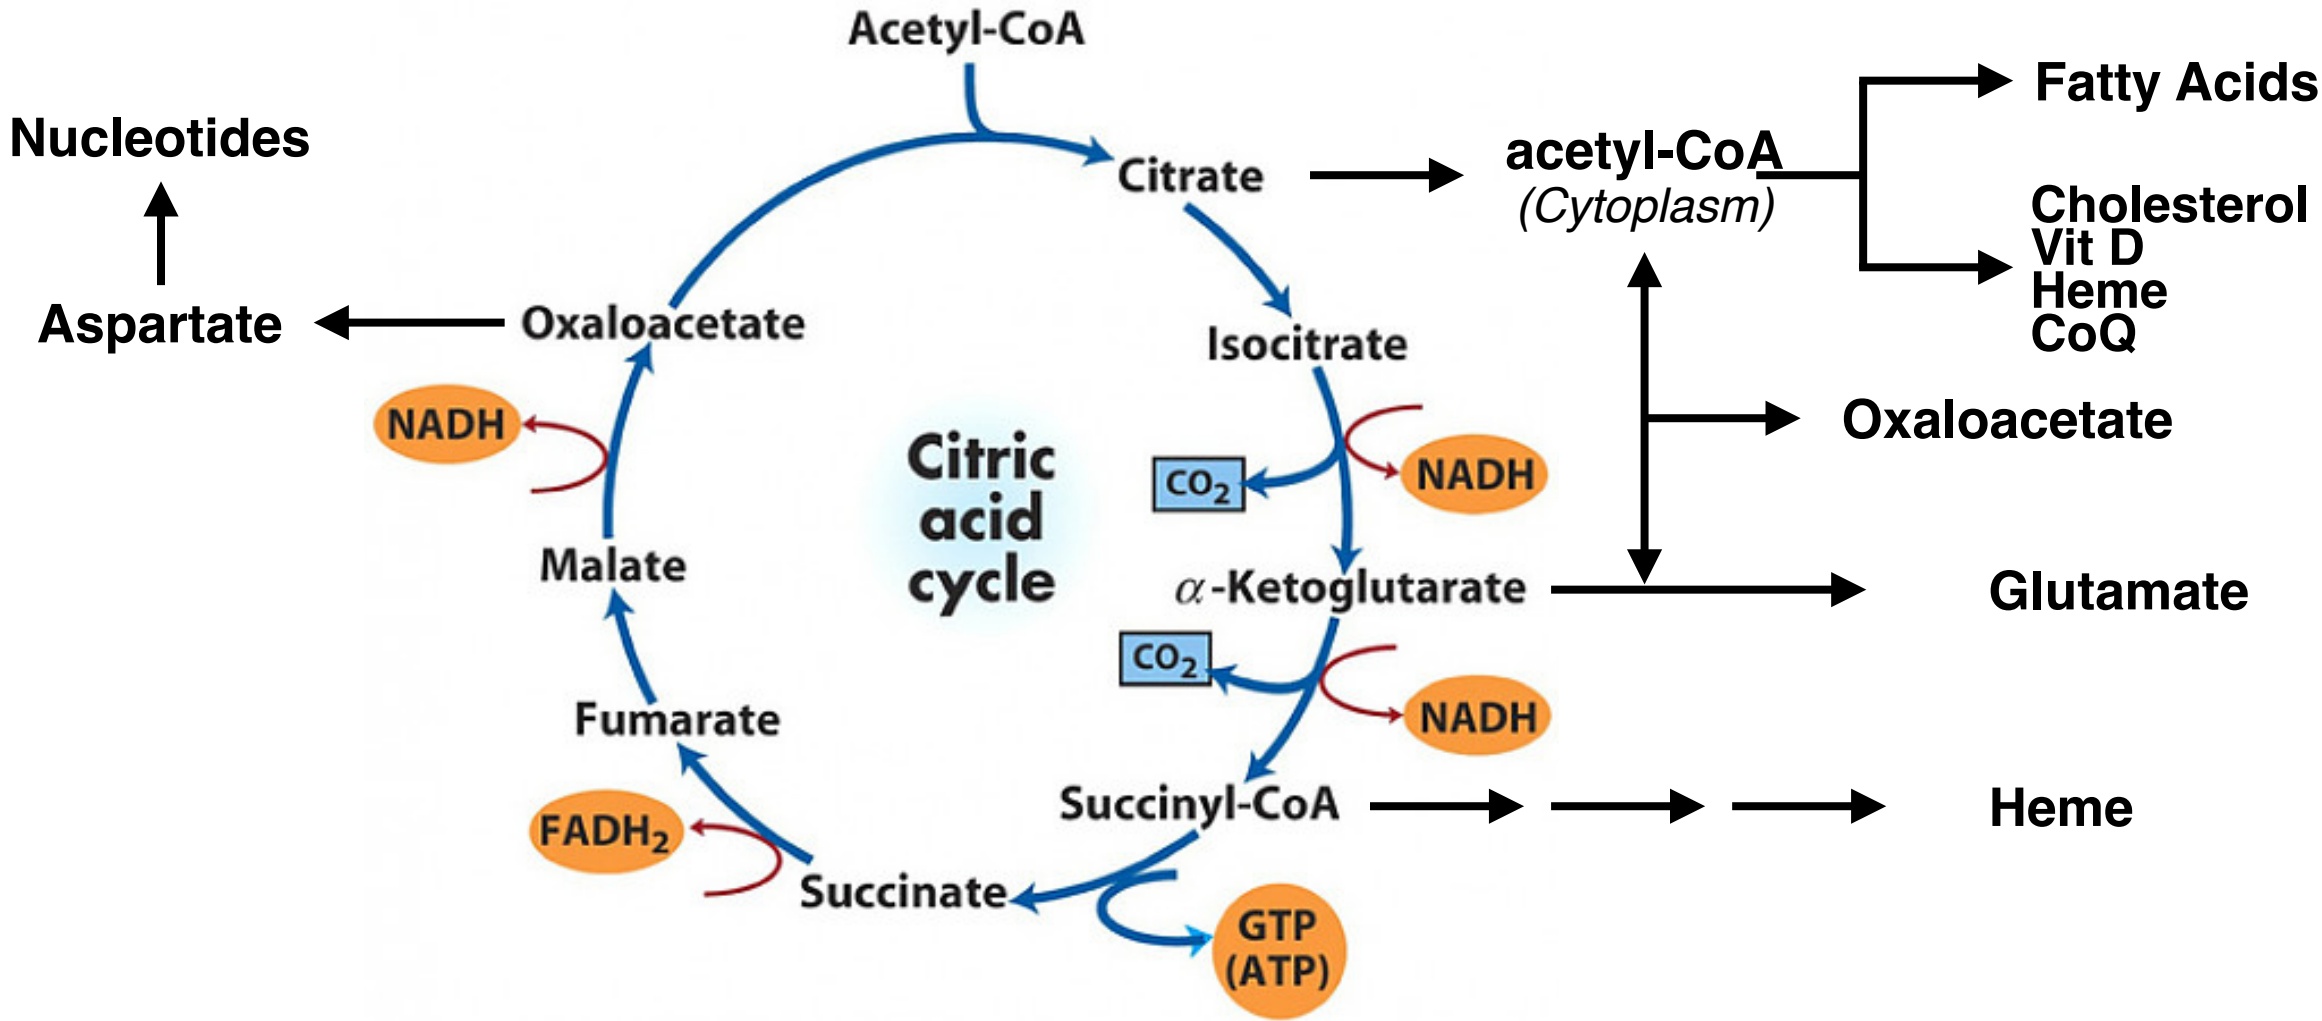 Acetyl-CoA
Fatty Acids
Nucleotides
acetyl-CoA
(Cytoplasm)
Citrate
Cholesterol
Vit D
Heme
CoQ
Aspartate
Oxaloacetate
Isocitrate
NADH
Citric
acid
cycle
CO2
NADH
Oxaloacetate
Malate
α-Ketoglutarate
Glutamate
CO2
NADH
Fumarate
Succinyl-CoA
Heme
FADH2
Succinate
GTP
(ATP)